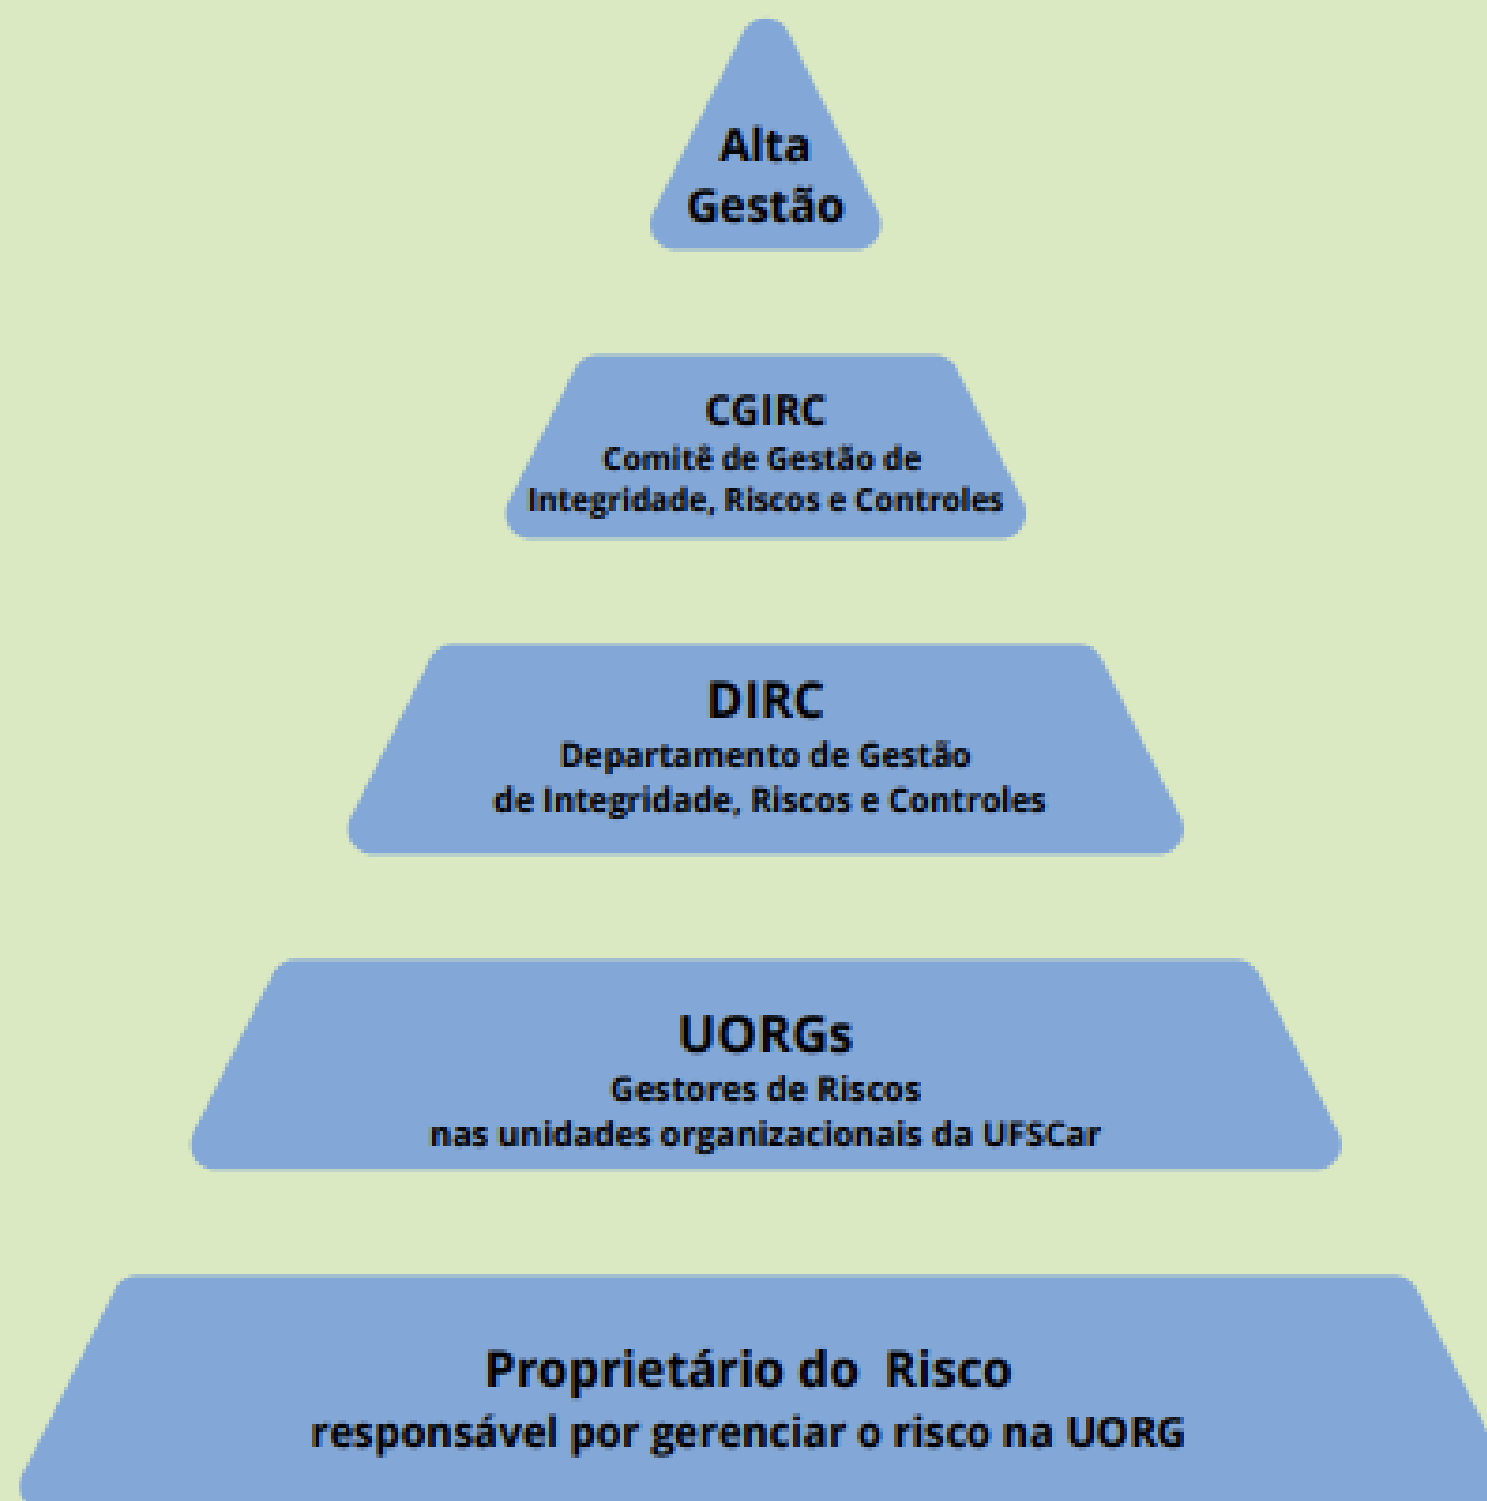 Alta
Gestão
CGIRC
Comitê de Gestão de
Integridade, Riscos e Controles
DIRC
Departamento de Gestão
de Integridade, Riscos e Controles
UORGs
Gestores de Riscos
nas unidades organizacionais da UFSCar
Proprietário do Risco
responsável por gerenciar o risco na UORG